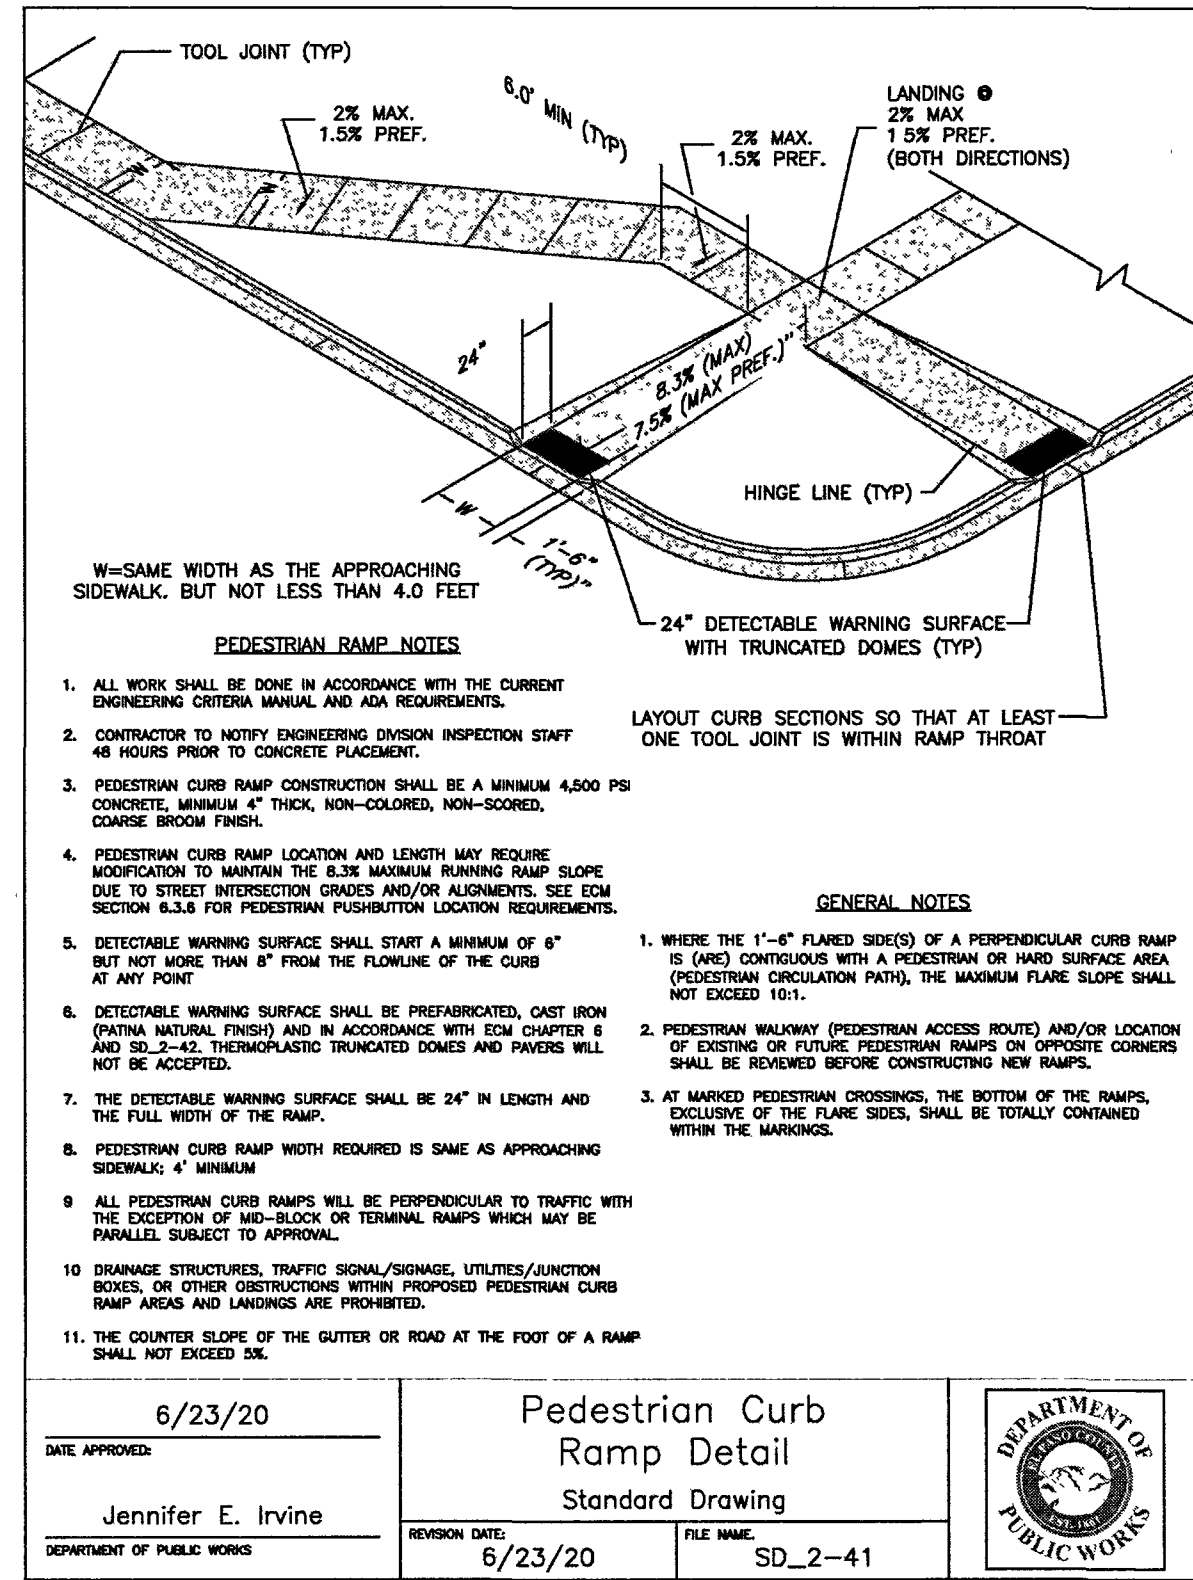 TOOL JOINT (TYP)
2% MAX.
1.5% PREF.
6.0' MIN (TYP)
2% MAX.
1.5% PREF.
LANDING
2% MAX
1 5% PREF.
(BOTH DIRECTIONS)
W
W
24"
8.3% (MAX)
7.5% (MAX PREF.)"
HINGE LINE (TYP)
W
1'-6"
(TYP)"
W=SAME WIDTH AS THE APPROACHING
SIDEWALK. BUT NOT LESS THAN 4.0 FEET
24" DETECTABLE WARNING SURFACE
WITH TRUNCATED DOMES (TYP)
LAYOUT CURB SECTIONS SO THAT AT LEAST
ONE TOOL JOINT IS WITHIN RAMP THROAT
PEDESTRIAN RAMP NOTES
1. ALL WORK SHALL BE DONE IN ACCORDANCE WITH THE CURRENT
ENGINEERING CRITERIA MANUAL AND ADA REQUIREMENTS.
2. CONTRACTOR TO NOTIFY ENGINEERING DIVISION INSPECTION STAFF
48 HOURS PRIOR TO CONCRETE PLACEMENT.
3. PEDESTRIAN CURB RAMP CONSTRUCTION SHALL BE A MINIMUM 4,500 PSI
CONCRETE, MINIMUM 4" THICK, NON-COLORED, NON-SCORED,
COARSE BROOM FINISH.
4. PEDESTRIAN CURB RAMP LOCATION AND LENGTH MAY REQUIRE
MODIFICATION TO MAINTAIN THE 8.3% MAXIMUM RUNNING RAMP SLOPE
DUE TO STREET INTERSECTION GRADES AND/OR ALIGNMENTS. SEE ECM
SECTION 6.3.6 FOR PEDESTRIAN PUSHBUTTON LOCATION REQUIREMENTS.
5. DETECTABLE WARNING SURFACE SHALL START A MINIMUM OF 6"
BUT NOT MORE THAN 8" FROM THE FLOWLINE OF THE CURB
AT ANY POINT
6. DETECTABLE WARNING SURFACE SHALL BE PREFABRICATED, CAST IRON
(PATINA NATURAL FINISH) AND IN ACCORDANCE WITH ECM CHAPTER 6
AND SD_2-42. THERMOPLASTIC TRUNCATED DOMES AND PAVERS WILL
NOT BE ACCEPTED.
7. THE DETECTABLE WARNING SURFACE SHALL BE 24" IN LENGTH AND
THE FULL WIDTH OF THE RAMP.
8. PEDESTRIAN CURB RAMP WIDTH REQUIRED IS SAME AS APPROACHING
SIDEWALK; 4' MINIMUM
9 ALL PEDESTRIAN CURB RAMPS WILL BE PERPENDICULAR TO TRAFFIC WITH
THE EXCEPTION OF MID-BLOCK OR TERMINAL RAMPS WHICH MAY BE
PARALLEL SUBJECT TO APPROVAL.
10 DRAINAGE STRUCTURES, TRAFFIC SIGNAL/SIGNAGE, UTILITIES/JUNCTION
BOXES, OR OTHER OBSTRUCTIONS WITHIN PROPOSED PEDESTRIAN CURB
RAMP AREAS AND LANDINGS ARE PROHIBITED.
11. THE COUNTER SLOPE OF THE GUTTER OR ROAD AT THE FOOT OF A RAMP
SHALL NOT EXCEED 5%.
GENERAL NOTES
1. WHERE THE 1'-6" FLARED SIDE(S) OF A PERPENDICULAR CURB RAMP
IS (ARE) CONTIGUOUS WITH A PEDESTRIAN OR HARD SURFACE AREA
(PEDESTRIAN CIRCULATION PATH), THE MAXIMUM FLARE SLOPE SHALL
NOT EXCEED 10:1.
2. PEDESTRIAN WALKWAY (PEDESTRIAN ACCESS ROUTE) AND/OR LOCATION
OF EXISTING OR FUTURE PEDESTRIAN RAMPS ON OPPOSITE CORNERS
SHALL BE REVIEWED BEFORE CONSTRUCTING NEW RAMPS.
3. AT MARKED PEDESTRIAN CROSSINGS, THE BOTTOM OF THE RAMPS,
EXCLUSIVE OF THE FLARE SIDES, SHALL BE TOTALLY CONTAINED
WITHIN THE MARKINGS.
6/23/20
DATE APPROVED:
Jennifer E. Irvine
DEPARTMENT OF PUBLIC WORKS
Pedestrian Curb
Ramp Detail
Standard Drawing
REVISION DATE:
6/23/20
FILE NAME.
SD_2-41
DEPARTMENT OF
PUBLIC WORKS